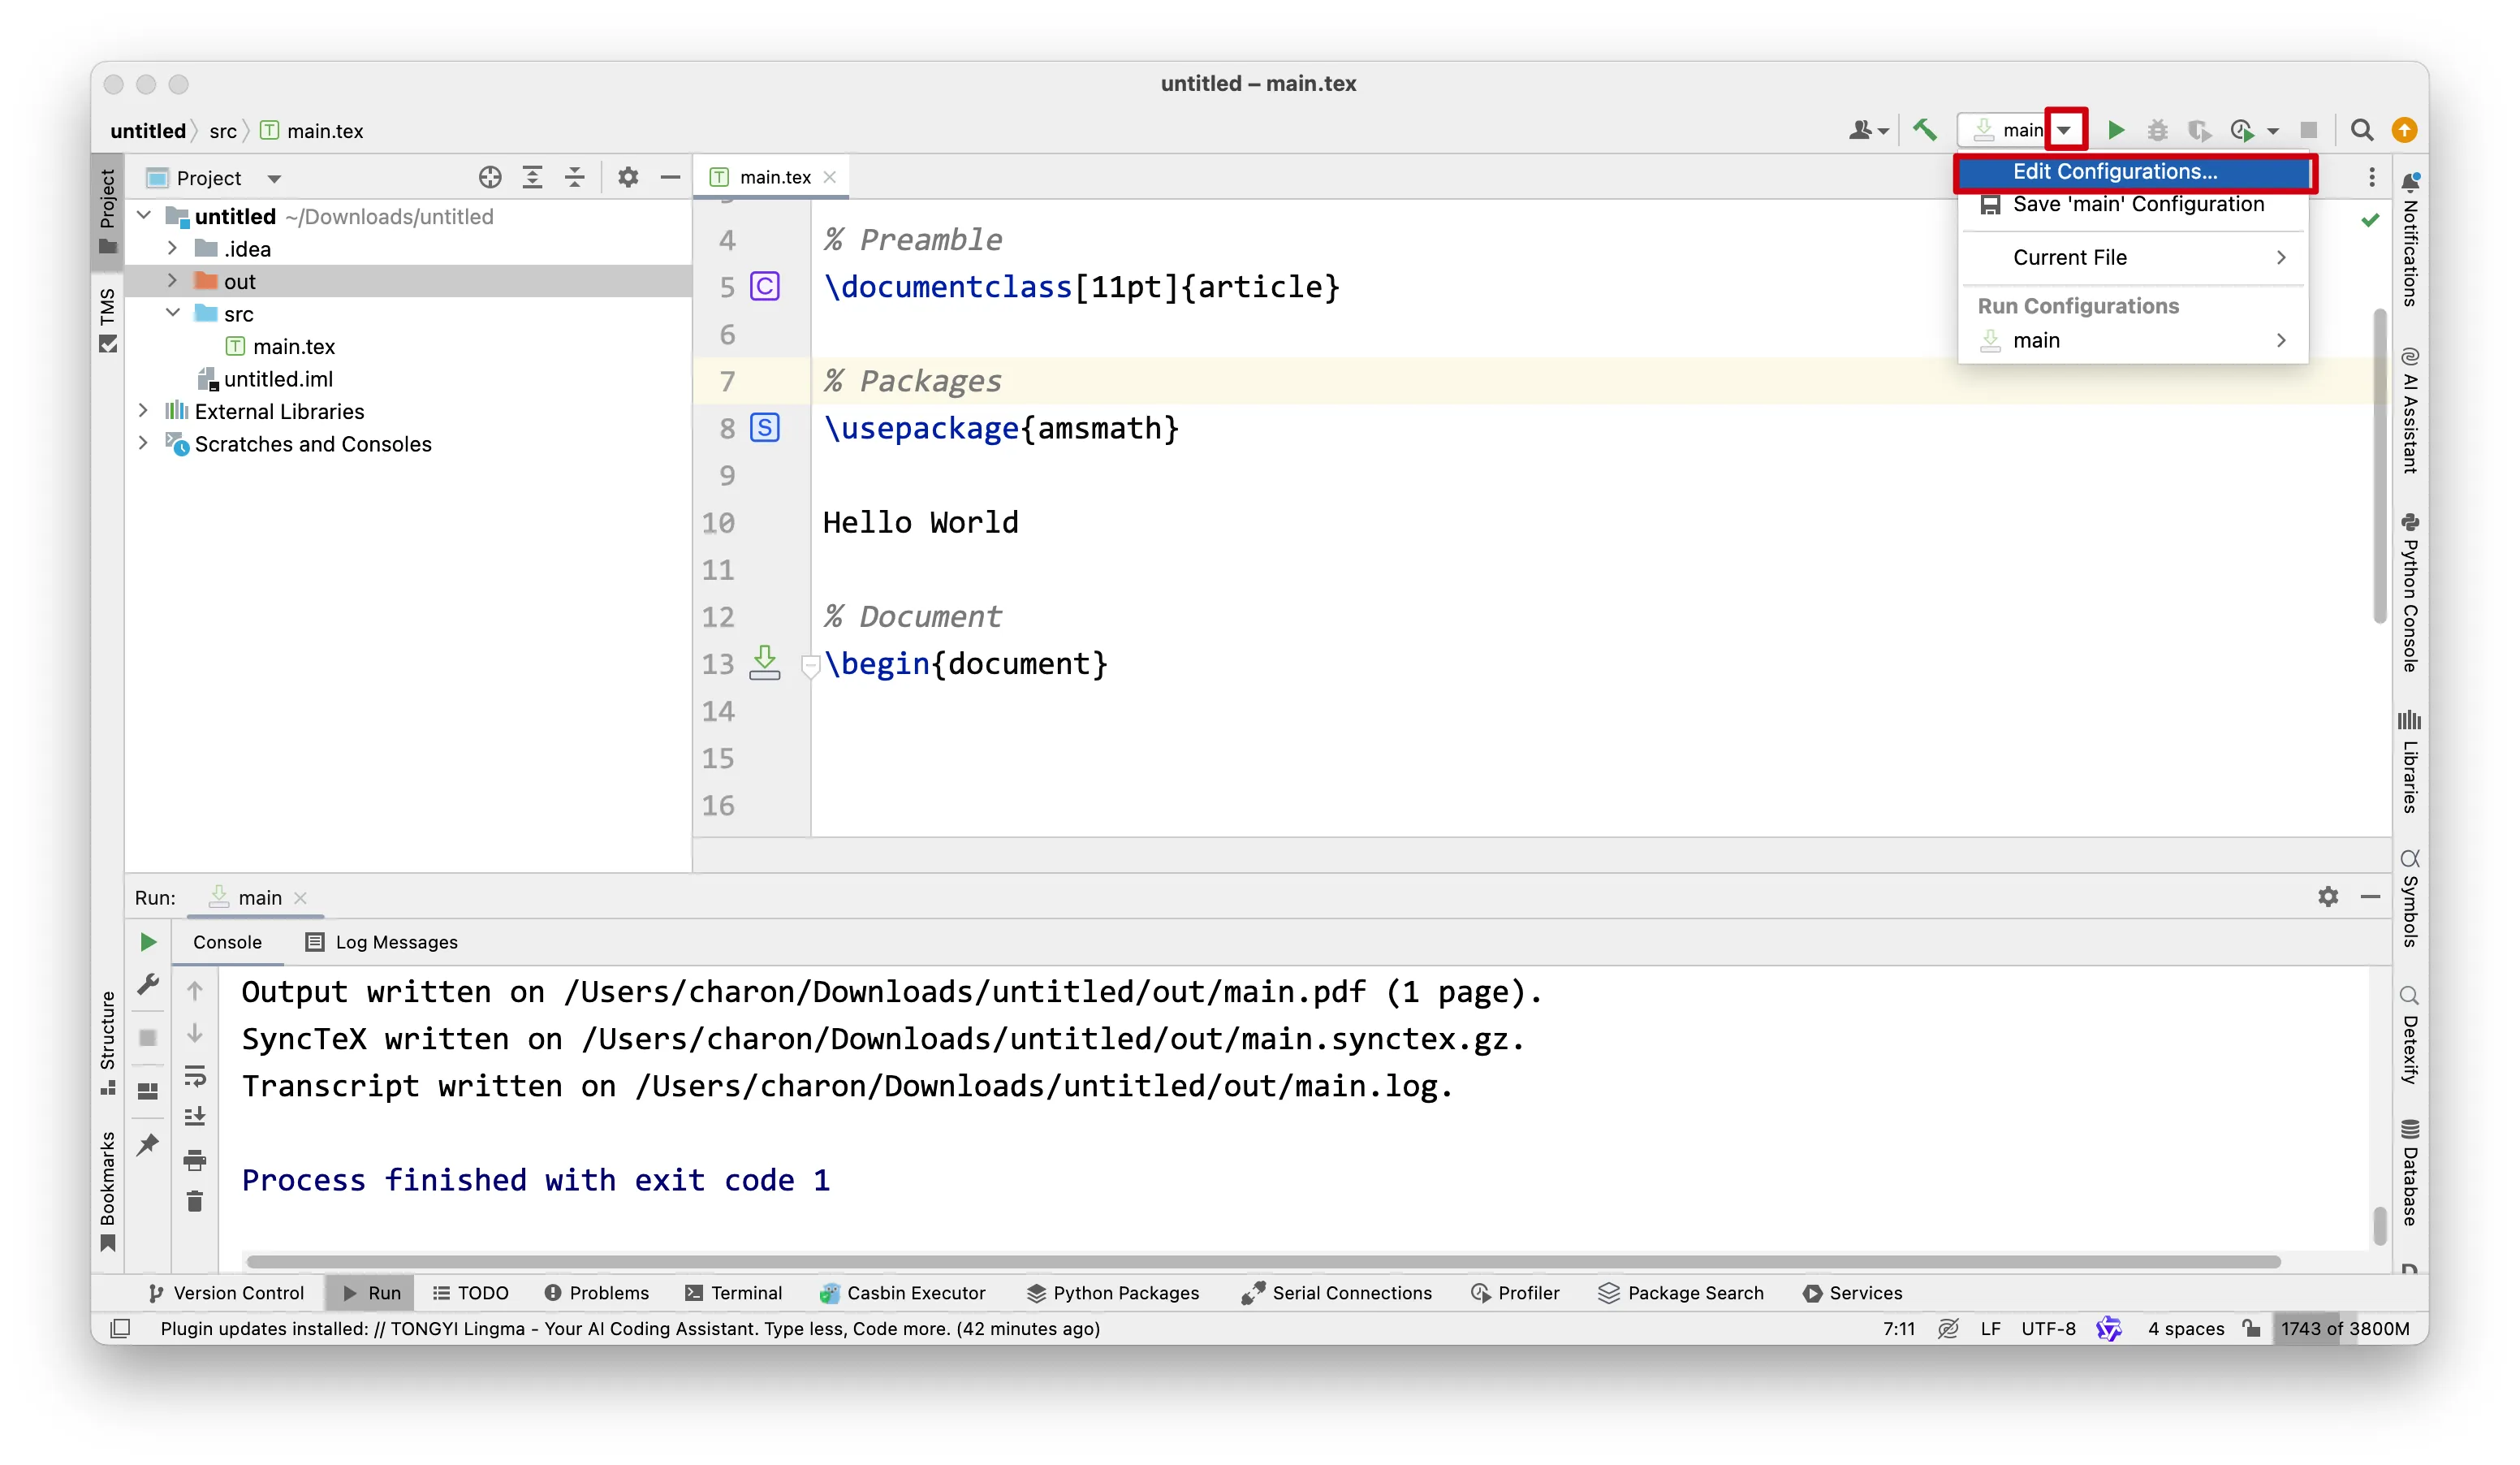 untitled – main.tex
untitled
src
main.tex
main
Project
main.tex
Edit Configurations...
Save 'main' Configuration
Current File
Run Configurations
main
Project
TMS
Structure
Bookmarks
untitled ~/Downloads/untitled
.idea
out
src
main.tex
untitled.iml
External Libraries
Scratches and Consoles
4 % Preamble
5 \documentclass[11pt]{article}
6
7 % Packages
8 \usepackage{amsmath}
9
10 Hello World
11
12 % Document
13 \begin{document}
14
15
16
Notifications
AI Assistant
Python Console
Libraries
Symbols
Detexify
Database
Run: main
Console
Log Messages
Output written on /Users/charon/Downloads/untitled/out/main.pdf (1 page).
SyncTeX written on /Users/charon/Downloads/untitled/out/main.synctex.gz.
Transcript written on /Users/charon/Downloads/untitled/out/main.log.
Process finished with exit code 1
Version Control
Run
TODO
Problems
Terminal
Casbin Executor
Python Packages
Serial Connections
Profiler
Package Search
Services
Plugin updates installed: // TONGYI Lingma - Your AI Coding Assistant. Type less, Code more. (42 minutes ago)
7:11
LF
UTF-8
4 spaces
1743 of 3800M